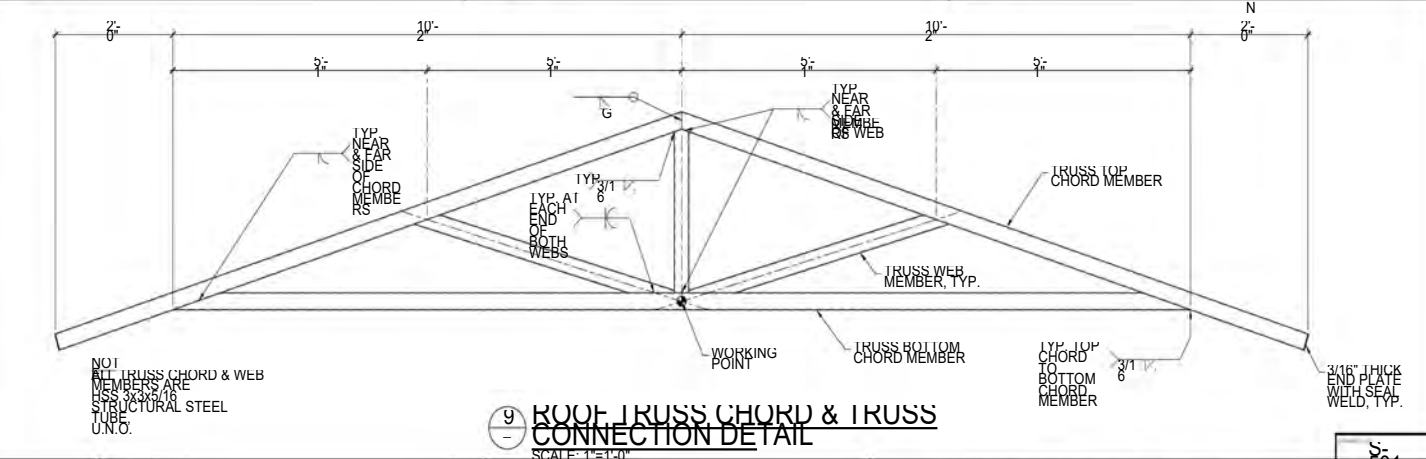 N
2'-
0"
10'-
2"
10'-
2"
2'-
0"
5'-
1"
5'-
1"
5'-
1"
5'-
1"
G
TYP.
NEAR
& FAR
SIDE
OF
CHORD
MEMBE
RS
TYP.
3/1
6
TYP. AT
EACH
END
OF
BOTH
WEBS
TYP
NEAR
& FAR
RS WEB
TRUSS TOP
CHORD MEMBER
TRUSS WEB
MEMBER, TYP.
WORKING
POINT
TRUSS BOTTOM
CHORD MEMBER
TYP. TOP
CHORD
TO
BOTTOM
CHORD
MEMBER
3/1
6
3/16" THICK
END PLATE
WITH SEAL
WELD, TYP.
NOT
ALL TRUSS CHORD & WEB
MEMBERS ARE
HSS 3x3x5/16
STRUCTURAL STEEL
TUBE,
U.N.O.
9
ROOF TRUSS CHORD & TRUSS
CONNECTION DETAIL
SCALE: 1"=1'-0"
S-